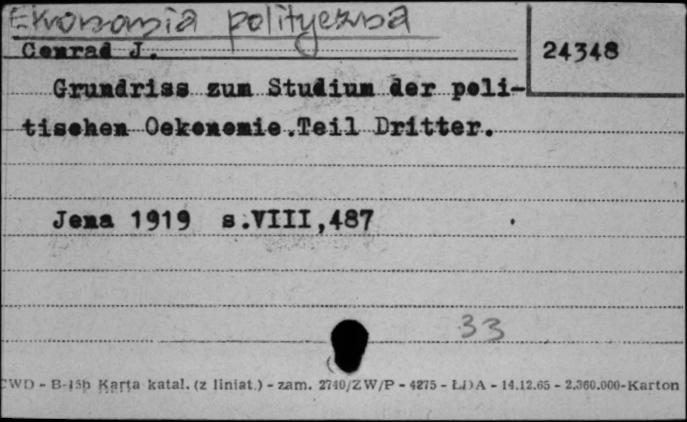 Ekonomia polityczna
Conrad J.
24348
Grundriss zum Studium der poli-
tischen Oekonomie.Teil Dritter.
Jena 1919 s.VIII,487
33
CWD - B-15b Karta katal. (z liniat.) - zam. 2740/ZW/P - 4275 - ŁDA - 14.12.65 - 2.360.000-Karton